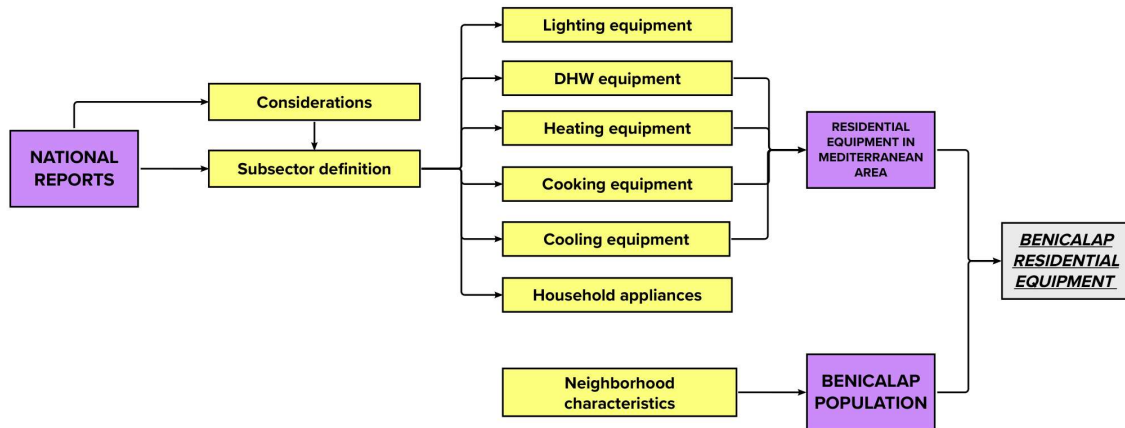 Lighting equipment
DHW equipment
Considerations
Heating equipment
NATIONAL
REPORTS
Subsector definition
Cooking equipment
Cooling equipment
Household appliances
RESIDENTIAL
EQUIPMENT IN
MEDITERRANEAN
AREA
BENICALAP
RESIDENTIAL
EQUIPMENT
Neighborhood
characteristics
BENICALAP
POPULATION